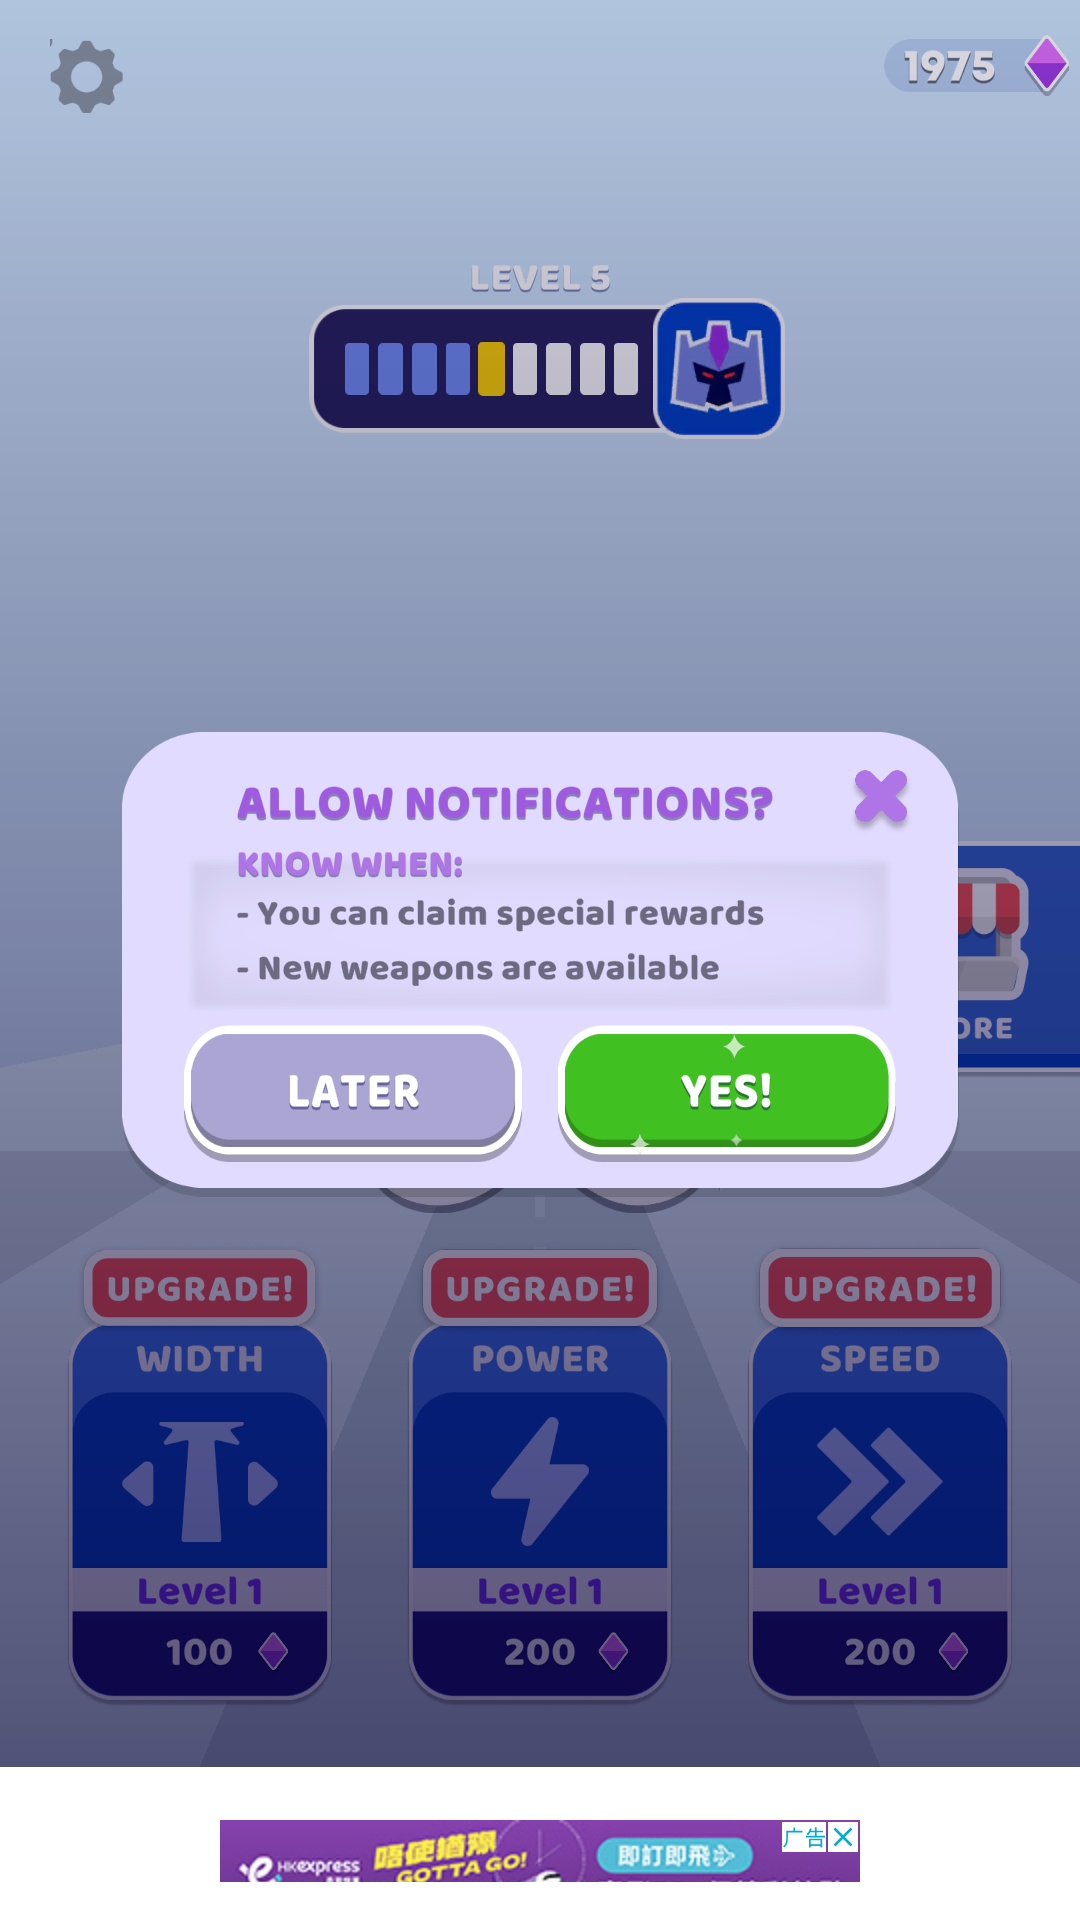 1975
LEVEL 5
ALLOW NOTIFICATIONS?
KNOW WHEN:
- You can claim special rewards
- New weapons are available
ORE
LATER
YES!
UPGRADE!
UPGRADE!
UPGRADE!
WIDTH
POWER
SPEED
Level 1
Level 1
Level 1
100
200
200
广告
HKexpress
唔使
GOTTA GO!
即訂即飛